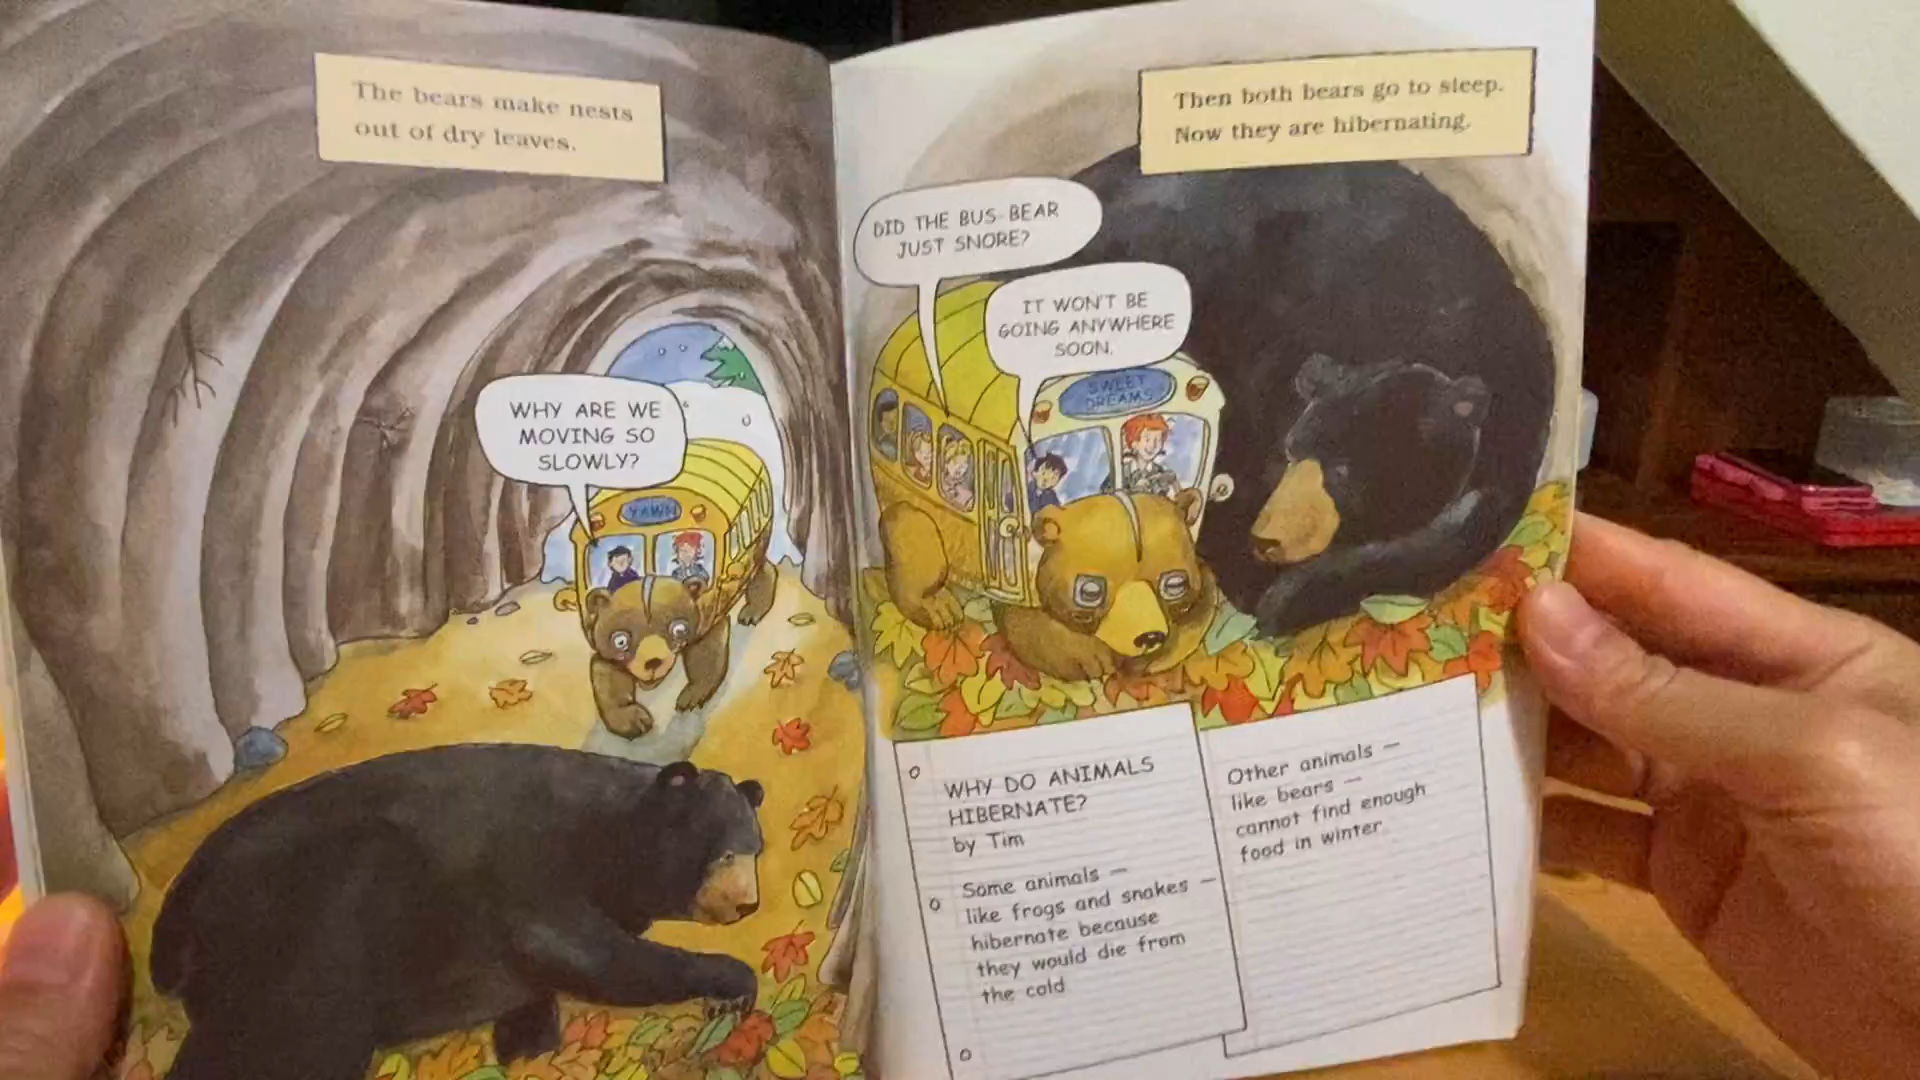 The bears make nests
out of dry leaves.
WHY ARE WE
MOVING SO
SLOWLY?
YAWN
Then both bears go to sleep.
Now they are hibernating.
DID THE BUS-BEAR
JUST SNORE?
IT WON'T BE
GOING ANYWHERE
SOON.
SWEET
DREAMS
WHY DO ANIMALS
HIBERNATE?
by Tim
Some animals —
like frogs and snakes —
hibernate because
they would die from
the cold
Other animals —
like bears —
cannot find enough
food in winter.